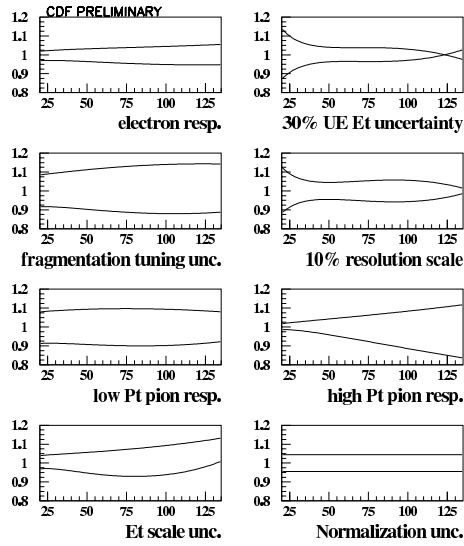 CDF PRELIMINARY
1.2
1.1
1
0.9
0.8
25 50 75 100 125
electron resp.
1.2
1.1
1
0.9
0.8
25 50 75 100 125
30% UE Et uncertainty
1.2
1.1
1
0.9
0.8
25 50 75 100 125
fragmentation tuning unc.
1.2
1.1
1
0.9
0.8
25 50 75 100 125
10% resolution scale
1.2
1.1
1
0.9
0.8
25 50 75 100 125
low Pt pion resp.
1.2
1.1
1
0.9
0.8
25 50 75 100 125
high Pt pion resp.
1.2
1.1
1
0.9
0.8
25 50 75 100 125
Et scale unc.
1.2
1.1
1
0.9
0.8
25 50 75 100 125
Normalization unc.